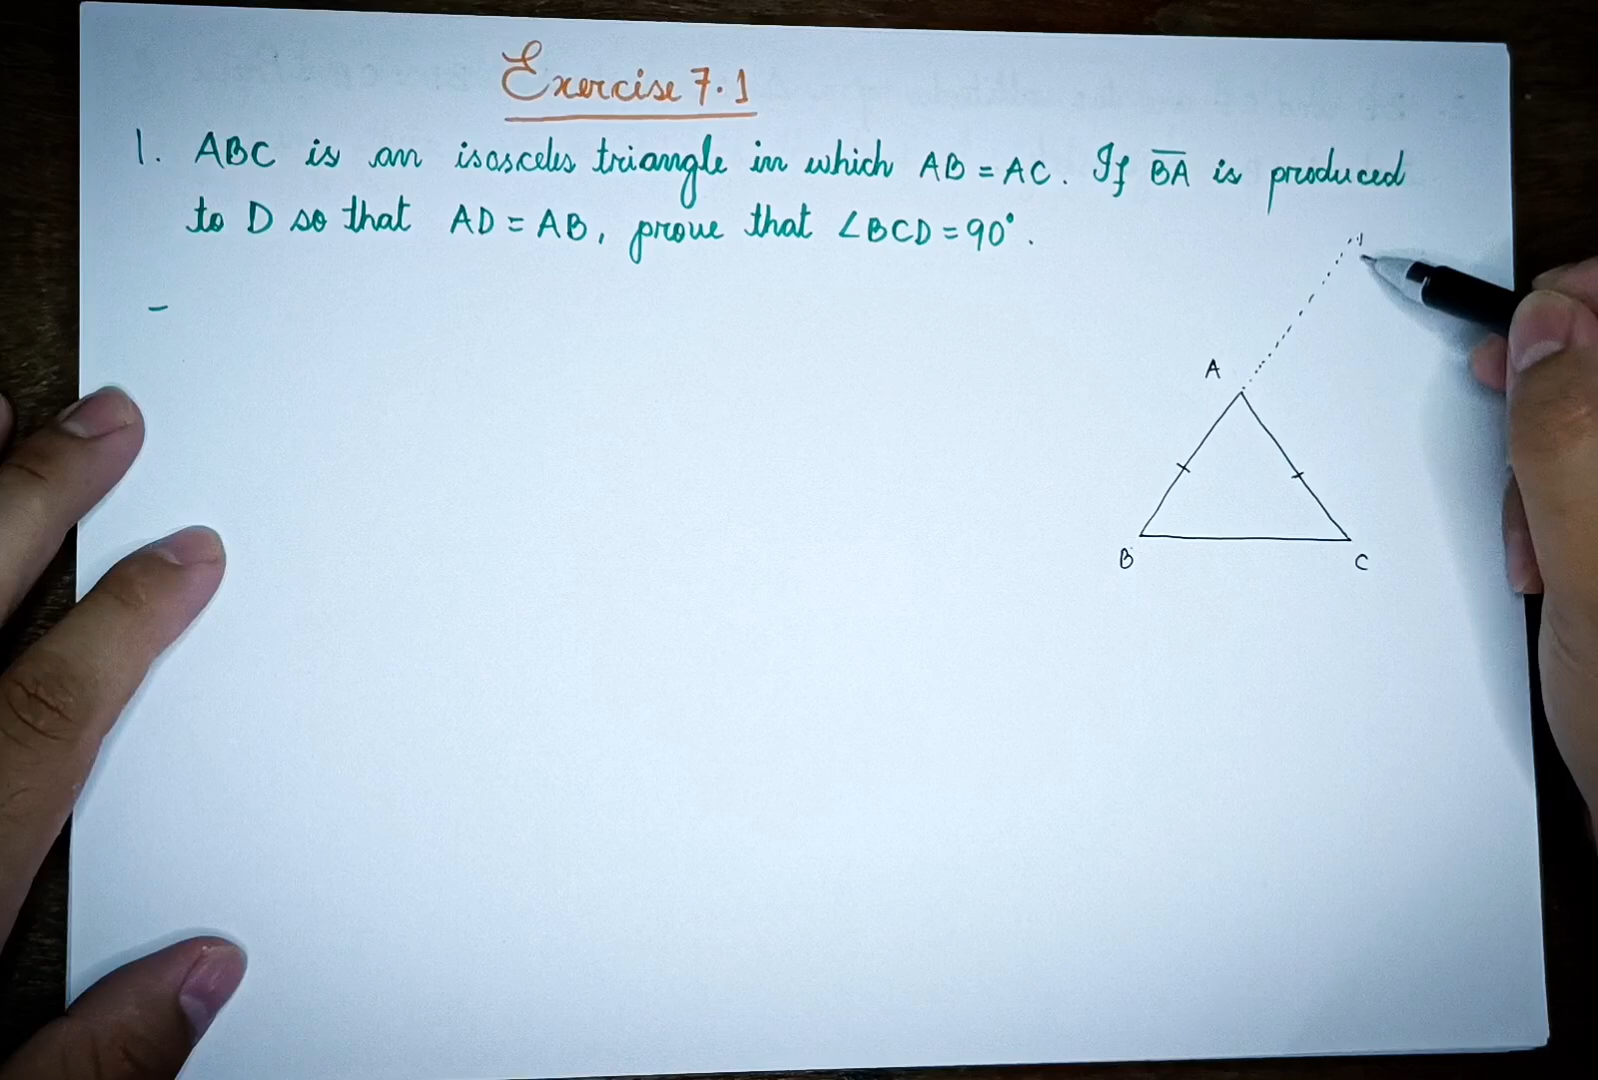 Exercise 7.1
1. ABC is an isosceles triangle in which AB = AC. If B̅A̅ is produced
to D so that AD = AB, prove that ∠BCD = 90°.
A
B
C